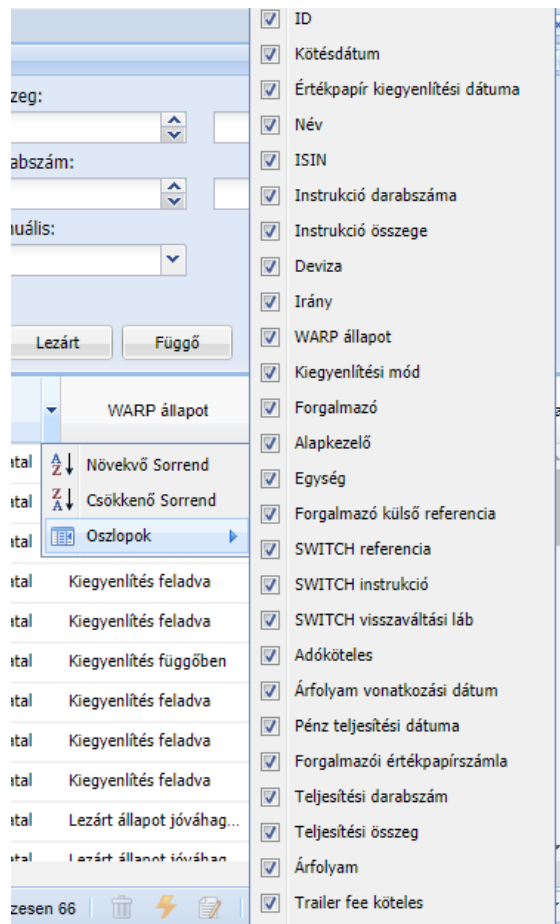 zeg:
abszám:
nuális:
Lezárt
Függő
WARP állapot
atal
Növekvő Sorrend
atal
Csökkenő Sorrend
atal
Oszlopok
atal
Kiegyenlítés feladva
atal
Kiegyenlítés feladva
atal
Kiegyenlítés függőben
atal
Kiegyenlítés feladva
atal
Kiegyenlítés feladva
atal
Kiegyenlítés feladva
atal
Lezárt állapot jóváhag...
atal
Lezárt állapot jóváhag
zesen 66
ID
Kötésdátum
Értékpapír kiegyenlítési dátuma
Név
ISIN
Instrukció darabszáma
Instrukció összege
Deviza
Irány
WARP állapot
Kiegyenlítési mód
Forgalmazó
Alapkezelő
Egység
Forgalmazó külső referencia
SWITCH referencia
SWITCH instrukció
SWITCH visszaváltási láb
Adóköteles
Árfolyam vonatkozási dátum
Pénz teljesítési dátuma
Forgalmazói értékpapírszámla
Teljesítési darabszám
Teljesítési összeg
Árfolyam
Trailer fee köteles